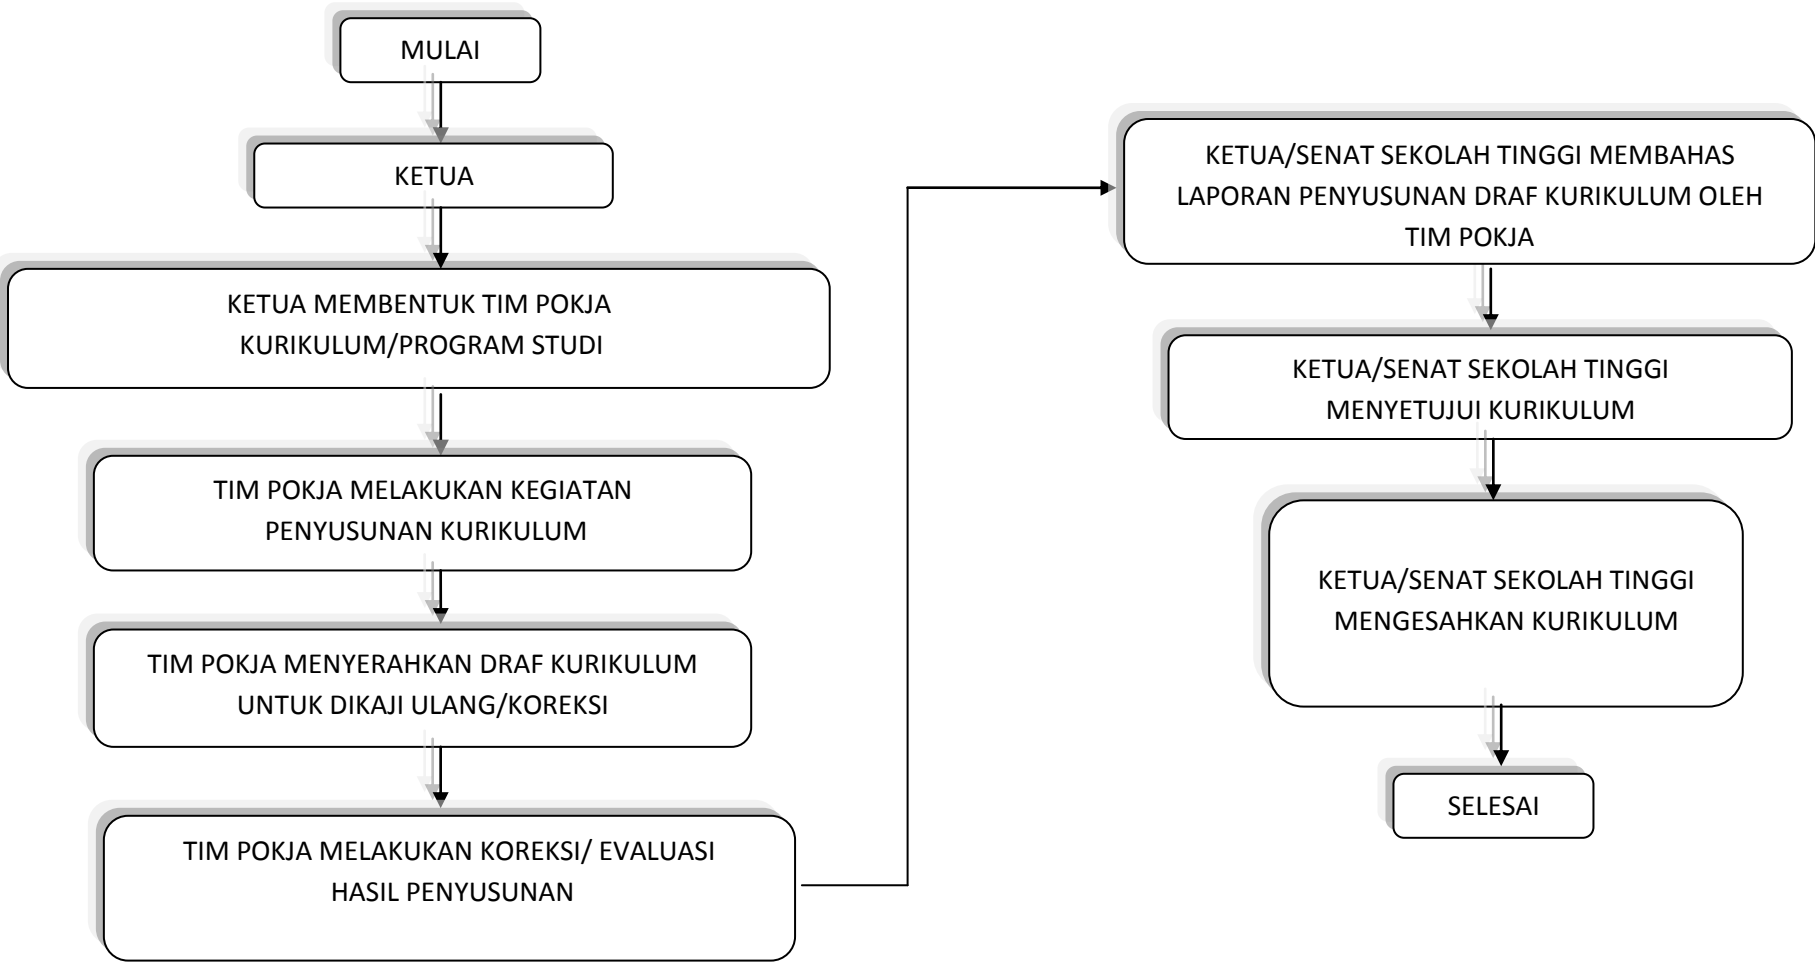 MULAI
KETUA
KETUA MEMBENTUK TIM POKJA
KURIKULUM/PROGRAM STUDI
TIM POKJA MELAKUKAN KEGIATAN
PENYUSUNAN KURIKULUM
TIM POKJA MENYERAHKAN DRAF KURIKULUM
UNTUK DIKAJI ULANG/KOREKSI
TIM POKJA MELAKUKAN KOREKSI/ EVALUASI
HASIL PENYUSUNAN
KETUA/SENAT SEKOLAH TINGGI MEMBAHAS
LAPORAN PENYUSUNAN DRAF KURIKULUM OLEH
TIM POKJA
KETUA/SENAT SEKOLAH TINGGI
MENYETUJUI KURIKULUM
KETUA/SENAT SEKOLAH TINGGI
MENGESAHKAN KURIKULUM
SELESAI